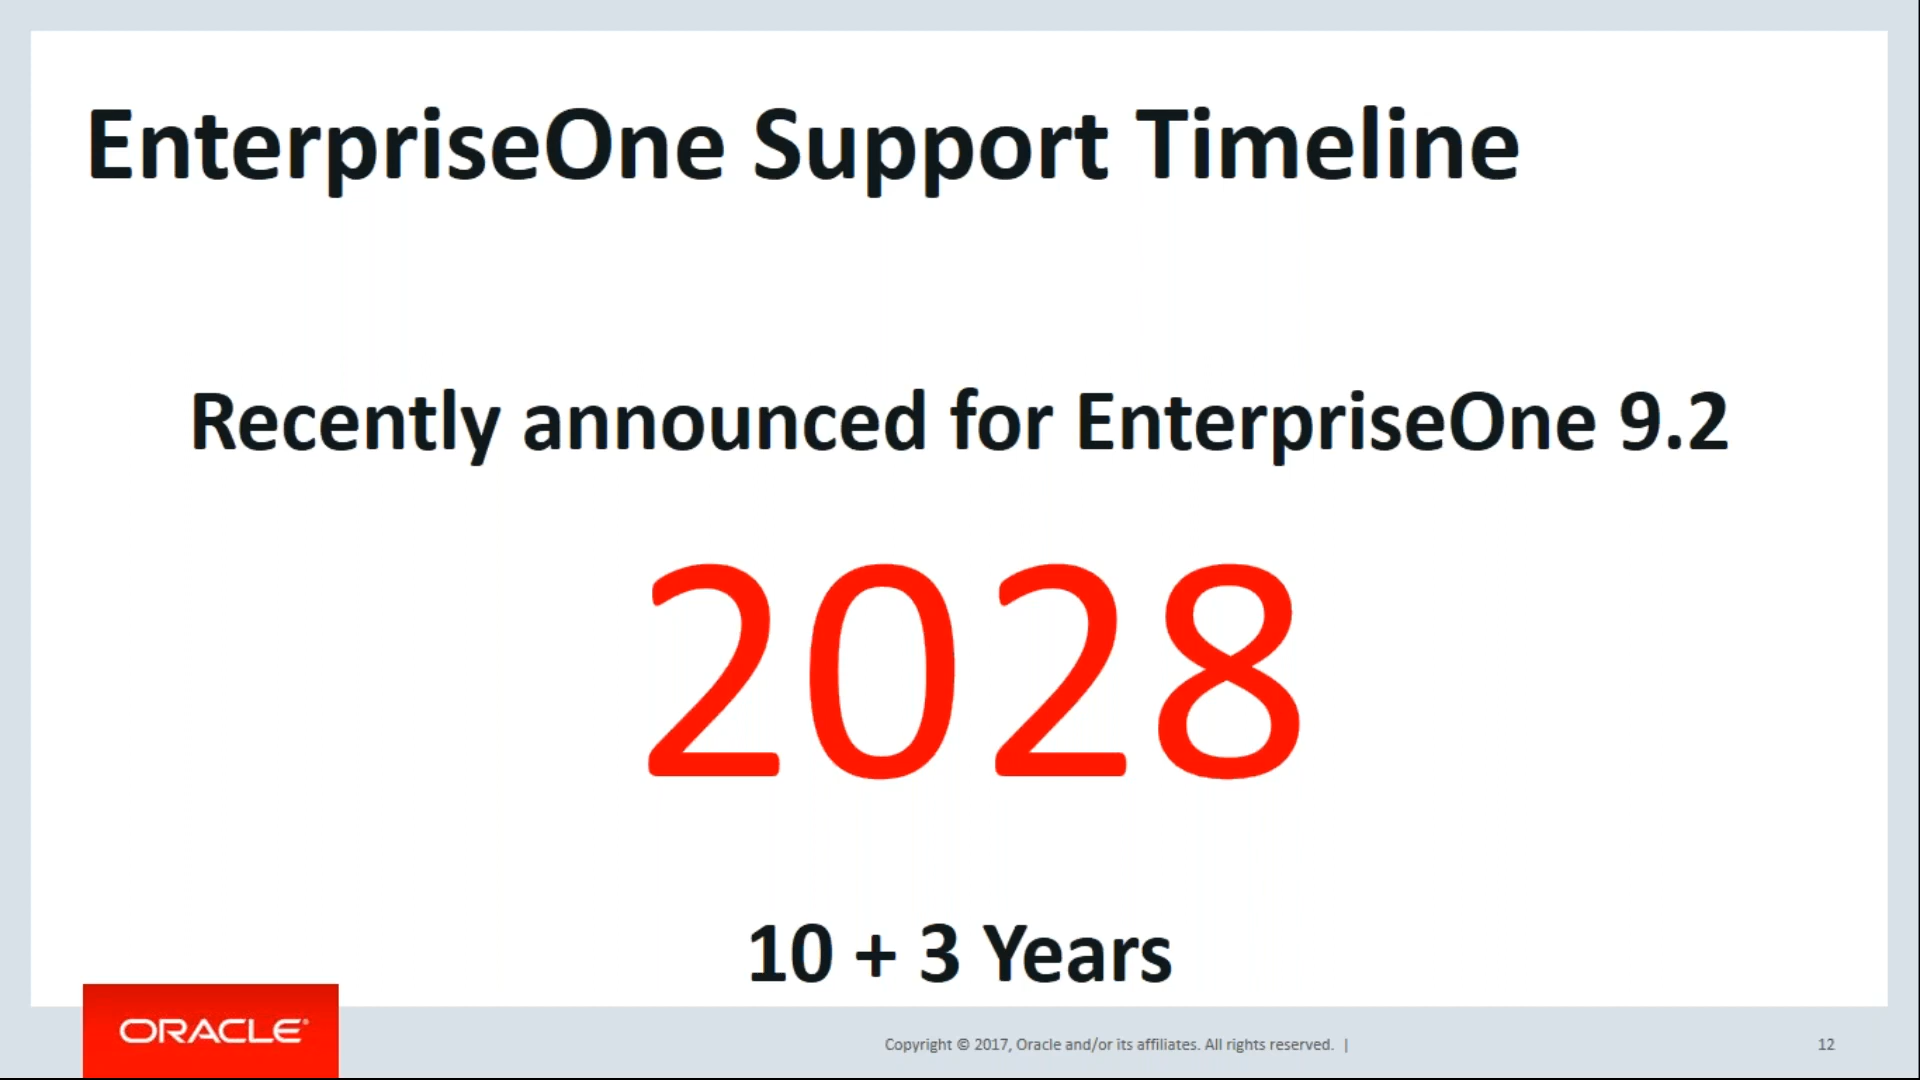 EnterpriseOne Support Timeline
Recently announced for EnterpriseOne 9.2
2028
10 + 3 Years
ORACLE®
Copyright © 2017, Oracle and/or its affiliates. All rights reserved. |
12